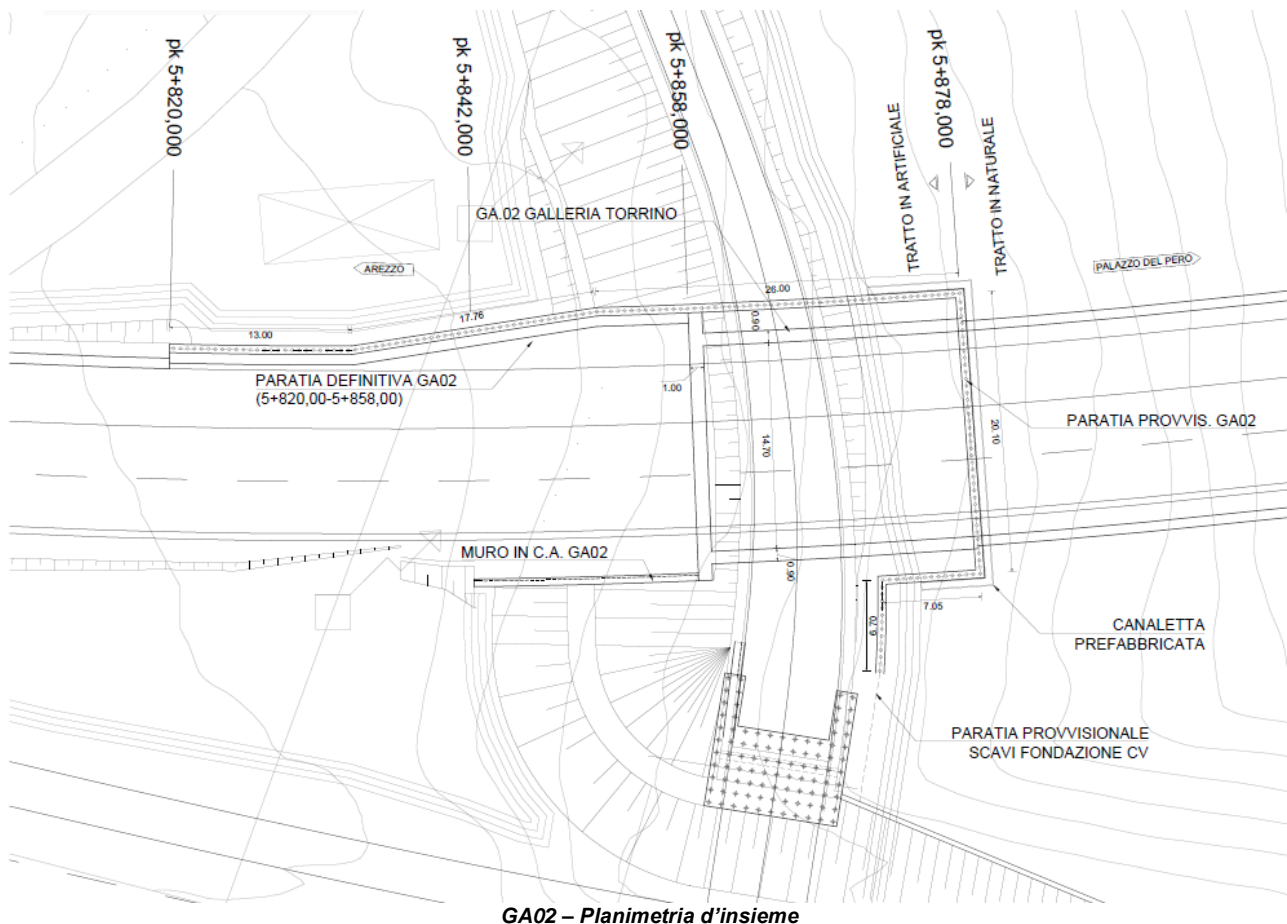 pk 5+820,000
pk 5+842,000
pk 5+858,000
pk 5+878,000
TRATTO IN ARTIFICIALE
TRATTO IN NATURALE
GA.02 GALLERIA TORRINO
AREZZO
PALAZZO DEL PERO
26.00
17.76
13.00
0.90
PARATIA DEFINITIVA GA02
(5+820,00-5+858,00)
1.00
PARATIA PROVVIS. GA02
20.10
14.70
MURO IN C.A. GA02
0.90
7.05
6.70
CANALETTA
PREFABBRICATA
PARATIA PROVVISIONALE
SCAVI FONDAZIONE CV
GA02 – Planimetria d'insieme